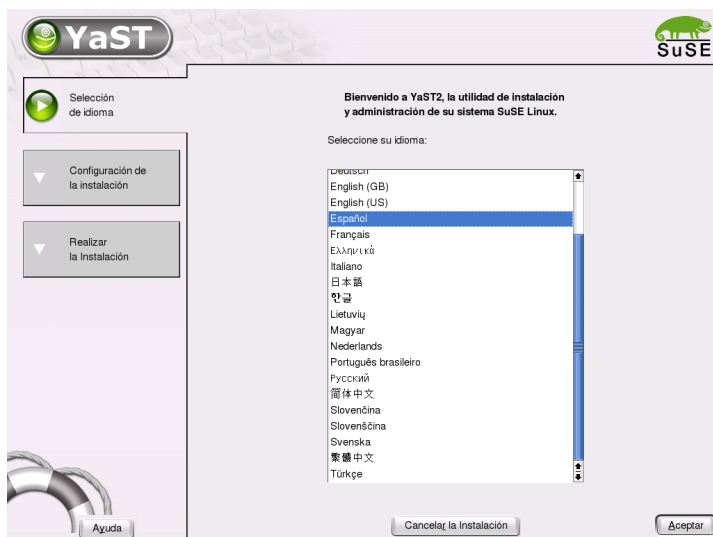 YaST
SuSE
Selección
de idioma
Configuración de
la instalación
Realizar
la Instalación
Bienvenido a YaST2, la utilidad de instalación
y administración de su sistema SuSE Linux.
Seleccione su idioma:
Deutsch
English (GB)
English (US)
Español
Français
Ελληνικά
Italiano
日本語
한글
Lietuvių
Magyar
Nederlands
Português brasileiro
Русский
简体中文
Slovenčina
Slovenščina
Svenska
繁體中文
Türkçe
Ayuda
Cancelar la Instalación
Aceptar